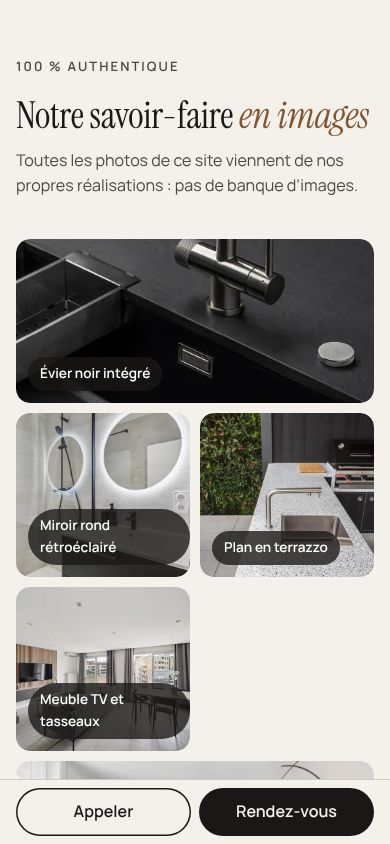 100 % AUTHENTIQUE
Notre savoir-faire en images
Toutes les photos de ce site viennent de nos
propres réalisations : pas de banque d'images.
Évier noir intégré
Miroir rond
rétroéclairé
Plan en terrazzo
Meuble TV et
tasseaux
Appeler
Rendez-vous